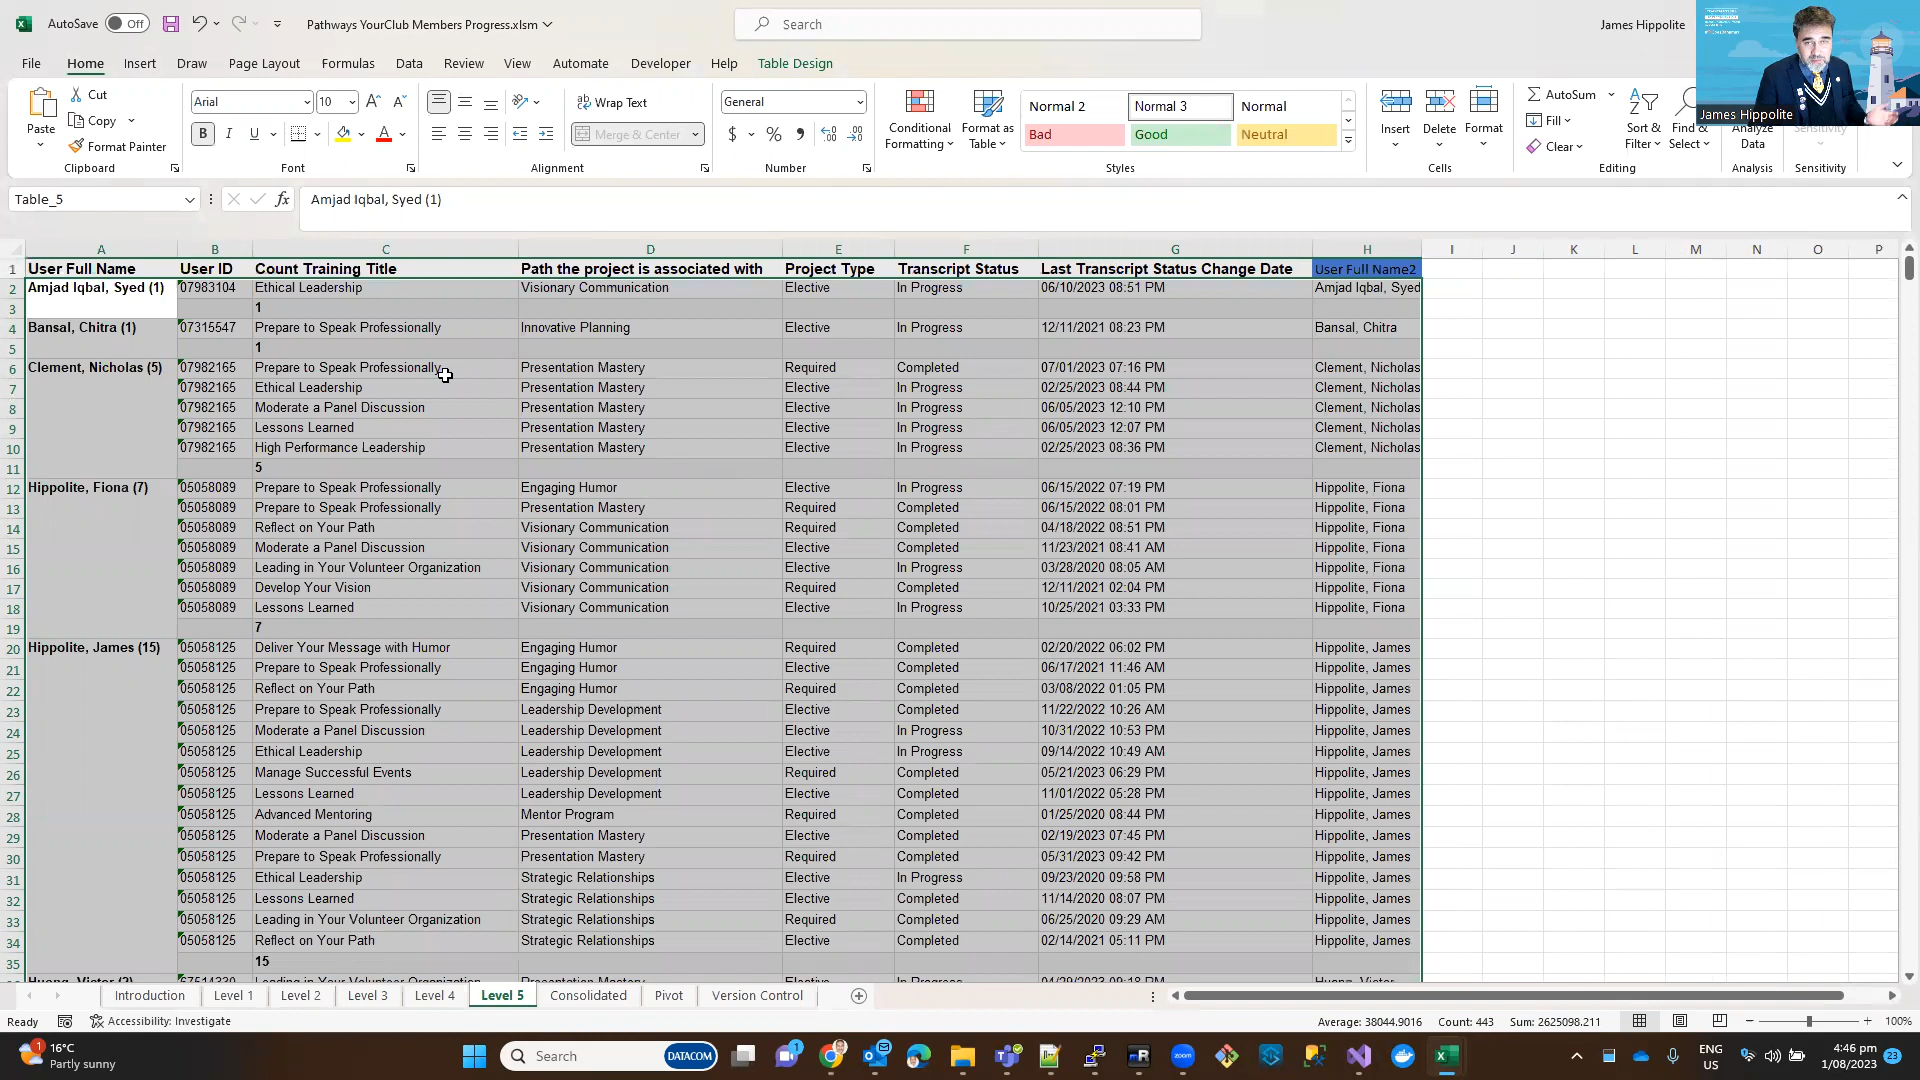 AutoSave Off Pathways YourClub Members Progress.xlsm Search James Hippolite
File Home Insert Draw Page Layout Formulas Data Review View Automate Developer Help Table Design
James Hippolite
Paste Cut Copy Format Painter
Clipboard
Arial 10
B I U
Font
Wrap Text
Merge & Center
Alignment
General
$ % 9
Number
Conditional Formatting Format as Table
Normal 2 Normal 3 Normal
Bad Good Neutral
Styles
Insert Delete Format
Cells
AutoSum
Fill
Clear
Sort & Filter Find & Select
Editing
Analyze Data
Analysis
Sensitivity
Sensitivity
Table_5 fx Amjad Iqbal, Syed (1)
A B C D E F G H I J K L M N O P
1 User Full Name User ID Count Training Title Path the project is associated with Project Type Transcript Status Last Transcript Status Change Date User Full Name2
2 Amjad Iqbal, Syed (1) 07983104 Ethical Leadership Visionary Communication Elective In Progress 06/10/2023 08:51 PM Amjad Iqbal, Syed
3 1
4 Bansal, Chitra (1) 07315547 Prepare to Speak Professionally Innovative Planning Elective In Progress 12/11/2021 08:23 PM Bansal, Chitra
5 1
6 Clement, Nicholas (5) 07982165 Prepare to Speak Professionally Presentation Mastery Required Completed 07/01/2023 07:16 PM Clement, Nicholas
7 07982165 Ethical Leadership Presentation Mastery Elective In Progress 02/25/2023 08:44 PM Clement, Nicholas
8 07982165 Moderate a Panel Discussion Presentation Mastery Elective In Progress 06/05/2023 12:10 PM Clement, Nicholas
9 07982165 Lessons Learned Presentation Mastery Elective In Progress 06/05/2023 12:07 PM Clement, Nicholas
10 07982165 High Performance Leadership Presentation Mastery Elective In Progress 02/25/2023 08:36 PM Clement, Nicholas
11 5
12 Hippolite, Fiona (7) 05058089 Prepare to Speak Professionally Engaging Humor Elective In Progress 06/15/2022 07:19 PM Hippolite, Fiona
13 05058089 Prepare to Speak Professionally Presentation Mastery Required Completed 06/15/2022 08:01 PM Hippolite, Fiona
14 05058089 Reflect on Your Path Visionary Communication Required Completed 04/18/2022 08:51 PM Hippolite, Fiona
15 05058089 Moderate a Panel Discussion Visionary Communication Elective Completed 11/23/2021 08:41 AM Hippolite, Fiona
16 05058089 Leading in Your Volunteer Organization Visionary Communication Elective In Progress 03/28/2020 08:05 AM Hippolite, Fiona
17 05058089 Develop Your Vision Visionary Communication Required Completed 12/11/2021 02:04 PM Hippolite, Fiona
18 05058089 Lessons Learned Visionary Communication Elective In Progress 10/25/2021 03:33 PM Hippolite, Fiona
19 7
20 Hippolite, James (15) 05058125 Deliver Your Message with Humor Engaging Humor Required Completed 02/20/2022 06:02 PM Hippolite, James
21 05058125 Prepare to Speak Professionally Engaging Humor Elective Completed 06/17/2021 11:46 AM Hippolite, James
22 05058125 Reflect on Your Path Engaging Humor Required Completed 03/08/2022 01:05 PM Hippolite, James
23 05058125 Prepare to Speak Professionally Leadership Development Elective Completed 11/22/2022 10:26 AM Hippolite, James
24 05058125 Moderate a Panel Discussion Leadership Development Elective In Progress 10/31/2022 10:53 PM Hippolite, James
25 05058125 Ethical Leadership Leadership Development Elective In Progress 09/14/2022 10:49 AM Hippolite, James
26 05058125 Manage Successful Events Leadership Development Required Completed 05/21/2023 06:29 PM Hippolite, James
27 05058125 Lessons Learned Leadership Development Elective Completed 11/01/2022 05:28 PM Hippolite, James
28 05058125 Advanced Mentoring Mentor Program Required Completed 01/25/2020 08:44 PM Hippolite, James
29 05058125 Moderate a Panel Discussion Presentation Mastery Elective Completed 02/19/2023 07:45 PM Hippolite, James
30 05058125 Prepare to Speak Professionally Presentation Mastery Required Completed 05/31/2023 09:42 PM Hippolite, James
31 05058125 Ethical Leadership Strategic Relationships Elective In Progress 09/23/2020 09:58 PM Hippolite, James
32 05058125 Lessons Learned Strategic Relationships Elective Completed 11/14/2020 08:07 PM Hippolite, James
33 05058125 Leading in Your Volunteer Organization Strategic Relationships Required Completed 06/25/2020 09:29 AM Hippolite, James
34 05058125 Reflect on Your Path Strategic Relationships Elective Completed 02/14/2021 05:11 PM Hippolite, James
35 15
Introduction Level 1 Level 2 Level 3 Level 4 Level 5 Consolidated Pivot Version Control
Ready Accessibility: Investigate Average: 38044.9016 Count: 443 Sum: 2625098.211 100%
1 16°C
Partly sunny
Search DATACOM
ENG US 4:46 pm 1/08/2023 23